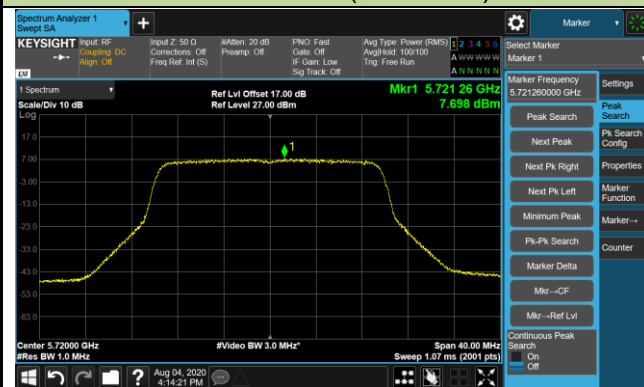 Spectrum Analyzer 1
Swept SA
+
Marker
KEYSIGHT
Input: RF
Coupling: DC
Align: Off
Input Z: 50 Ω
Corrections: Off
Freq Ref: Int (S)
#Atten: 20 dB
Preamp: Off
PNO: Fast
Gate: Off
IF Gain: Low
Sig Track: Off
Avg Type: Power (RMS)
Avg|Hold: 100/100
Trig: Free Run
1 2 3 4 5 6
A W W W W W
A N N N N N
Select Marker
Marker 1
LXI
1 Spectrum
Scale/Div 10 dB
Log
Ref Lvl Offset 17.00 dB
Ref Level 27.00 dBm
Mkr1 5.721 26 GHz
7.698 dBm
17.0
7.00
-3.00
-13.0
-23.0
-33.0
-43.0
-53.0
-63.0
1
Center 5.72000 GHz
#Res BW 1.0 MHz
#Video BW 3.0 MHz*
Span 40.00 MHz
Sweep 1.07 ms (2001 pts)
Marker Frequency
5.721260000 GHz
Peak Search
Next Peak
Next Pk Right
Next Pk Left
Minimum Peak
Pk-Pk Search
Marker Delta
Mkr→CF
Mkr→Ref Lvl
Continuous Peak
Search
On
Off
Settings
Peak
Search
Pk Search
Config
Properties
Marker
Function
Marker→
Counter
?
Aug 04, 2020
4:14:21 PM